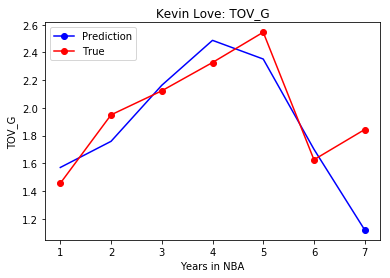 Kevin Love: TOV_G
Prediction
True
2.6
2.4
2.2
2.0
1.8
1.6
1.4
1.2
TOV_G
1 2 3 4 5 6 7
Years in NBA